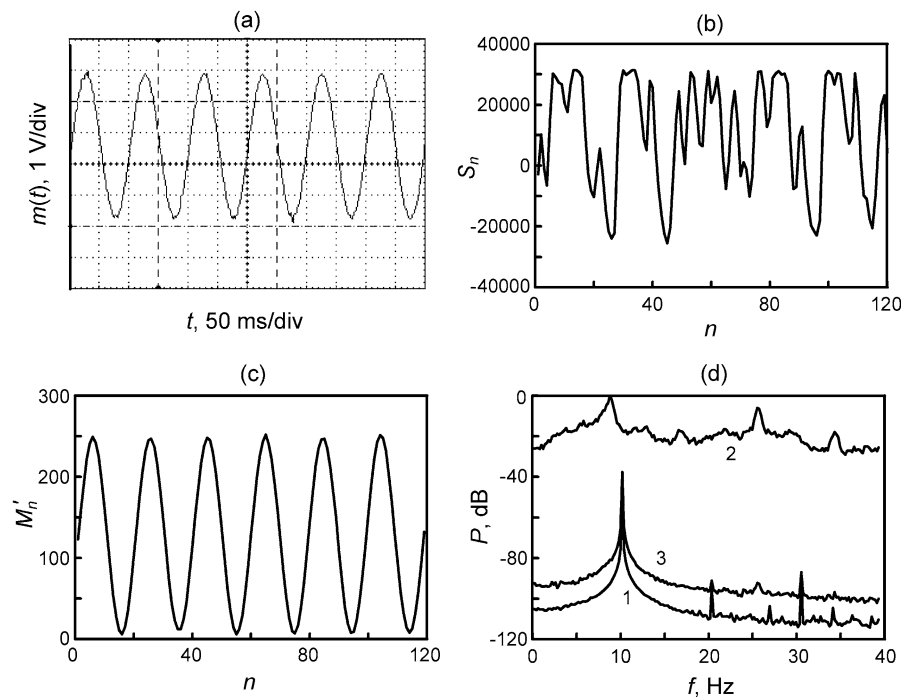 (a)
m(t), 1 V/div
t, 50 ms/div
(b)
40000
20000
0
-20000
-40000
Sn
0 40 80 120
n
(c)
300
200
100
0
M′n
0 40 80 120
n
(d)
0
-40
-80
-120
P, dB
2
3
1
0 10 20 30 40
f, Hz